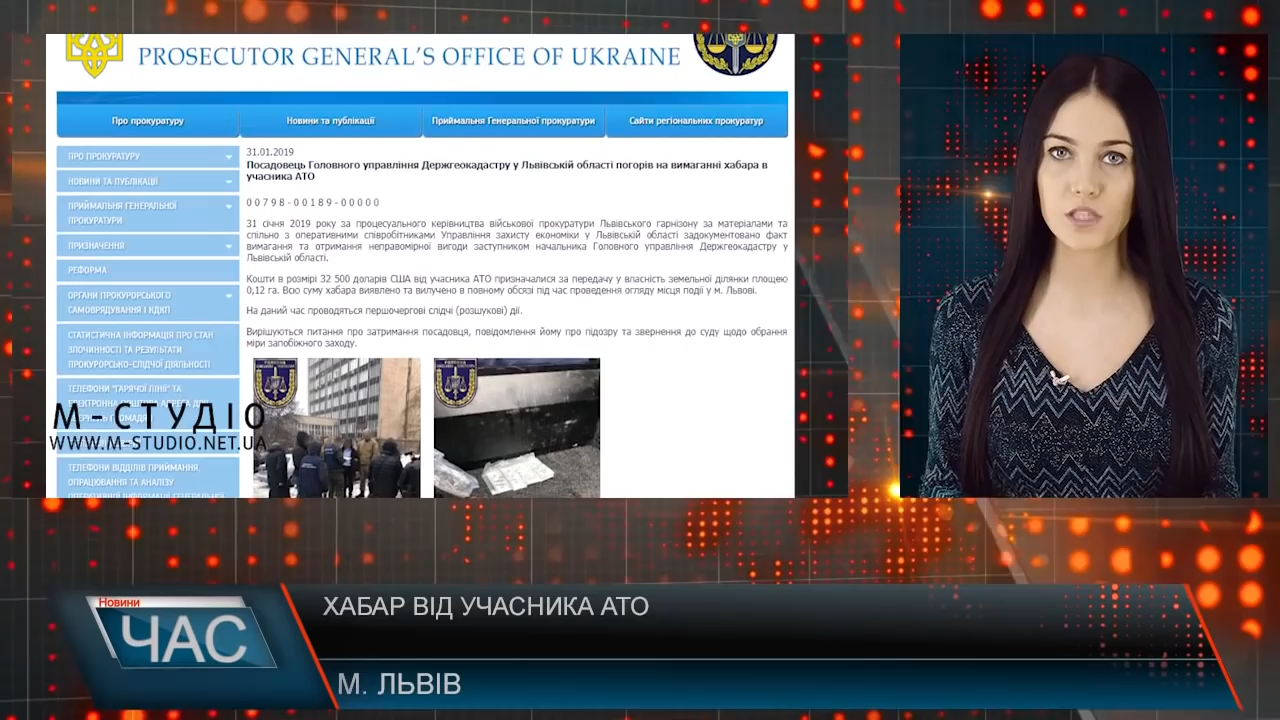 PROSECUTOR GENERAL'S OFFICE OF UKRAINE
Про прокуратуру
Новини та публікації
Приймальня Генеральної прокуратури
Сайти регіональних прокуратур
ПРО ПРОКУРАТУРУ
НОВИНИ ТА ПУБЛІКАЦІЇ
ПРИЙМАЛЬНЯ ГЕНЕРАЛЬНОЇ
ПРОКУРАТУРИ
ПРИЗНАЧЕННЯ
РЕФОРМА
ОРГАНИ ПРОКУРОРСЬКОГО
САМОВРЯДУВАННЯ І КДКП
СТАТИСТИЧНА ІНФОРМАЦІЯ ПРО СТАН
ЗЛОЧИННОСТІ ТА РЕЗУЛЬТАТИ
ПРОКУРОРСЬКО-СЛІДЧОЇ ДІЯЛЬНОСТІ
ТЕЛЕФОНИ "ГАРЯЧОЇ ЛІНІЇ" ТА
М-СТУДІО
WWW.M-STUDIO.NET.UA
ТЕЛЕФОНИ ВІДДІЛІВ ПРИЙМАННЯ,
ОПРАЦЮВАННЯ ТА АНАЛІЗУ
ОПЕРАТИВНОЇ ІНФОРМАЦІЇ ГЕНЕРАЛЬНОЇ
31.01.2019
Посадовець Головного управління Держгеокадастру у Львівській області погорів на вимаганні хабара в
учасника АТО
00798-00189-00000
31 січня 2019 року за процесуального керівництва військової прокуратури Львівського гарнізону за матеріалами та
спільно з оперативними співробітниками Управління захисту економіки у Львівській області задокументовано факт
вимагання та отримання неправомірної вигоди заступником начальника Головного управління Держгеокадастру у
Львівській області.
Кошти в розмірі 32 500 доларів США від учасника АТО призначалися за передачу у власність земельної ділянки площею
0,12 га. Всю суму хабара виявлено та вилучено в повному обсязі під час проведення огляду місця події у м. Львові.
На даний час проводяться першочергові слідчі (розшукові) дії.
Вирішуються питання про затримання посадовця, повідомлення йому про підозру та звернення до суду щодо обрання
міри запобіжного заходу.
Новини
ЧАС
ХАБАР ВІД УЧАСНИКА АТО
М. ЛЬВІВ